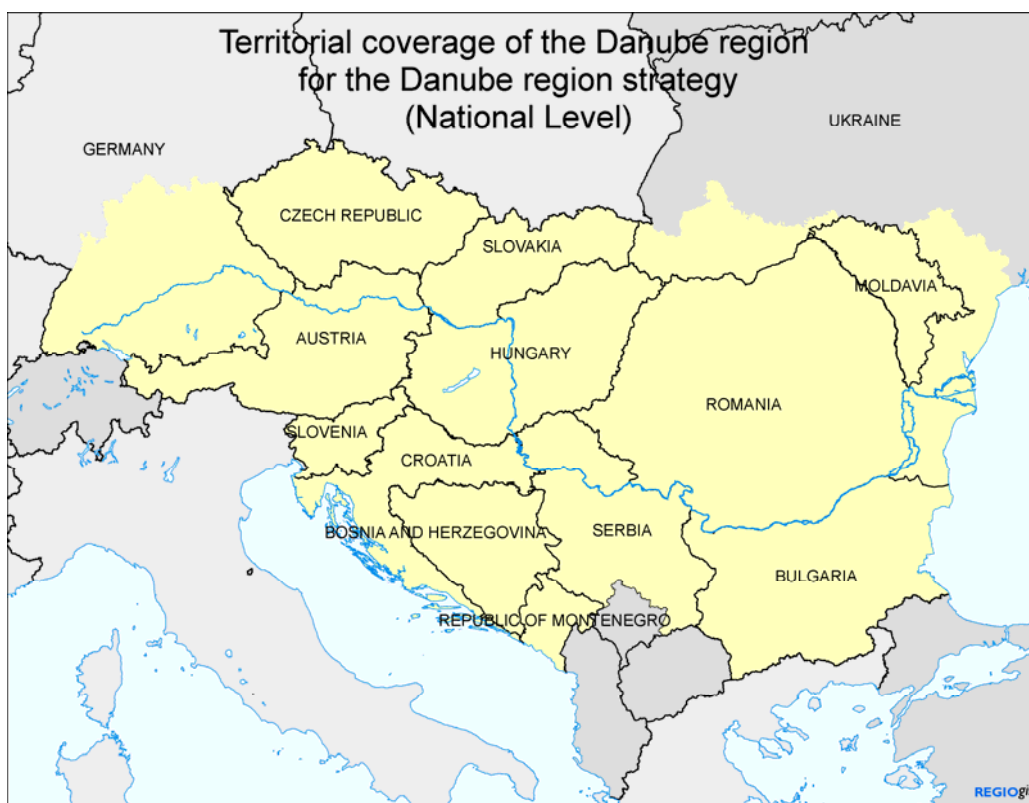 Territorial coverage of the Danube region
for the Danube region strategy
(National Level)
UKRAINE
GERMANY
CZECH REPUBLIC
SLOVAKIA
MOLDAVIA
AUSTRIA
HUNGARY
ROMANIA
SLOVENIA
CROATIA
BOSNIA AND HERZEGOVINA
SERBIA
BULGARIA
REPUBLIC OF MONTENEGRO
REGIOgi